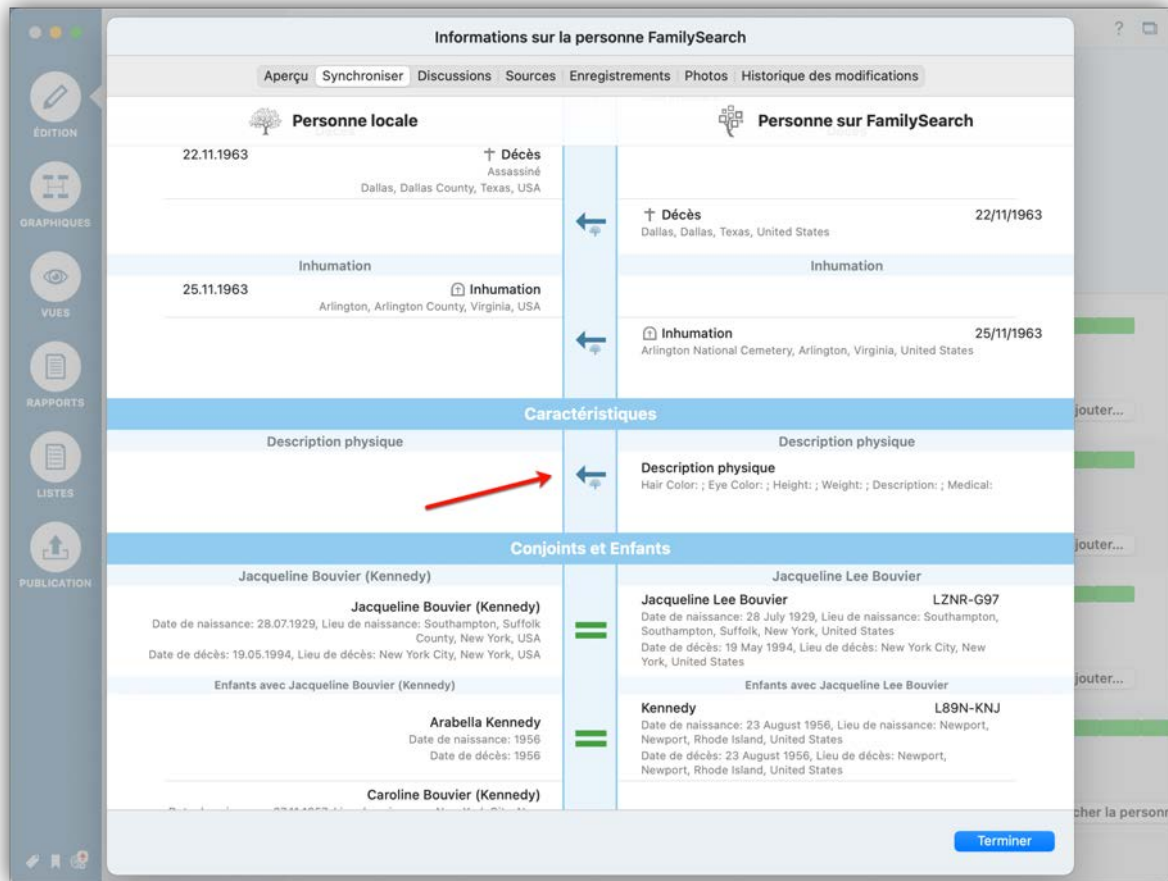 Informations sur la personne FamilySearch
?
Aperçu Synchroniser Discussions Sources Enregistrements Photos Historique des modifications
Personne locale
Personne sur FamilySearch
ÉDITION
GRAPHIQUES
VUES
RAPPORTS
LISTES
PUBLICATION
22.11.1963 Décès
Assassiné
Dallas, Dallas County, Texas, USA
Décès 22/11/1963
Dallas, Dallas, Texas, United States
Inhumation Inhumation
25.11.1963 Inhumation
Arlington, Arlington County, Virginia, USA
Inhumation 25/11/1963
Arlington National Cemetery, Arlington, Virginia, United States
Caractéristiques
Description physique Description physique
Description physique
Hair Color: ; Eye Color: ; Height: ; Weight: ; Description: ; Medical:
Conjoints et Enfants
Jacqueline Bouvier (Kennedy) Jacqueline Lee Bouvier
Jacqueline Bouvier (Kennedy)
Date de naissance: 28.07.1929, Lieu de naissance: Southampton, Suffolk
County, New York, USA
Date de décès: 19.05.1994, Lieu de décès: New York City, New York, USA
Jacqueline Lee Bouvier LZNR-G97
Date de naissance: 28 July 1929, Lieu de naissance: Southampton,
Southampton, Suffolk, New York, United States
Date de décès: 19 May 1994, Lieu de décès: New York City, New
York, United States
Enfants avec Jacqueline Bouvier (Kennedy) Enfants avec Jacqueline Lee Bouvier
Arabella Kennedy
Date de naissance: 1956
Date de décès: 1956
Kennedy L89N-KNJ
Date de naissance: 23 August 1956, Lieu de naissance: Newport,
Newport, Rhode Island, United States
Date de décès: 23 August 1956, Lieu de décès: Newport,
Newport, Rhode Island, United States
Caroline Bouvier (Kennedy)
jouter...
jouter...
jouter...
cher la personn
Terminer